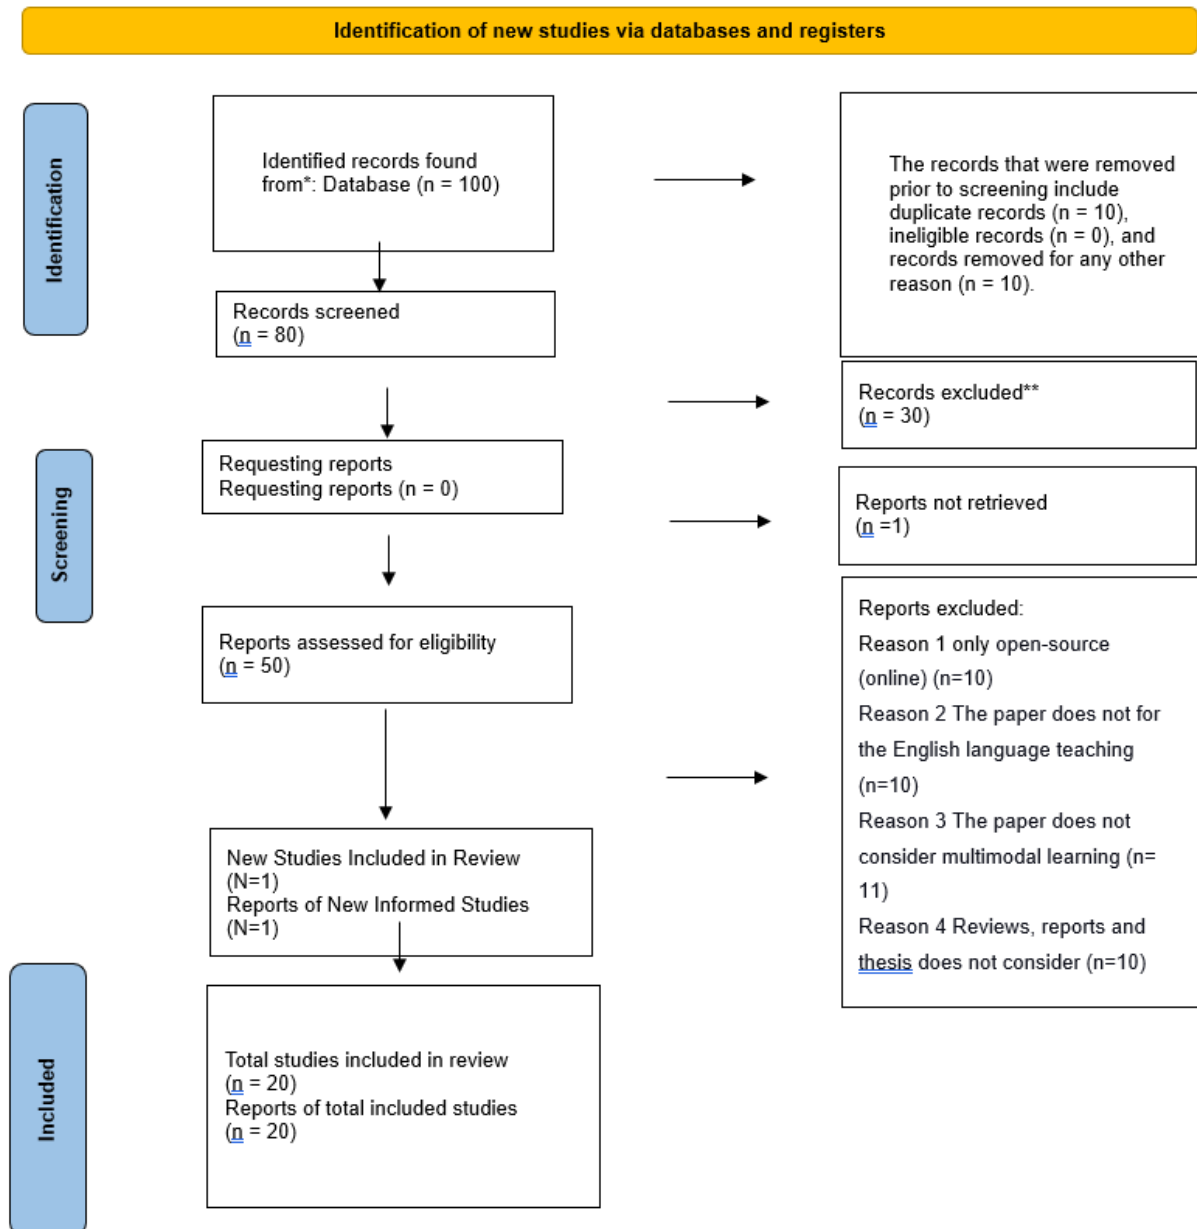 Identification of new studies via databases and registers
Identification
Identified records found
from*: Database (n = 100)
The records that were removed
prior to screening include
duplicate records (n = 10),
ineligible records (n = 0), and
records removed for any other
reason (n = 10).
Records screened
(n = 80)
Records excluded**
(n = 30)
Screening
Requesting reports
Requesting reports (n = 0)
Reports not retrieved
(n =1)
Reports assessed for eligibility
(n = 50)
Reports excluded:
Reason 1 only open-source
(online) (n=10)
Reason 2 The paper does not for
the English language teaching
(n=10)
Reason 3 The paper does not
consider multimodal learning (n=
11)
Reason 4 Reviews, reports and
thesis does not consider (n=10)
New Studies Included in Review
(N=1)
Reports of New Informed Studies
(N=1)
Included
Total studies included in review
(n = 20)
Reports of total included studies
(n = 20)